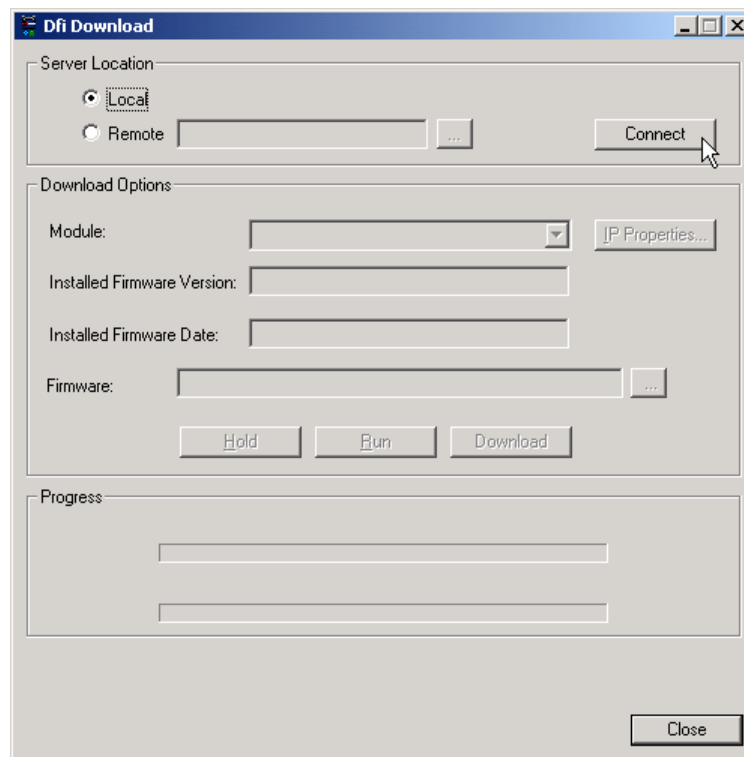 Dfi Download
Server Location
Local
Remote ...
Connect
Download Options
Module:
IP Properties...
Installed Firmware Version:
Installed Firmware Date:
Firmware: ...
Hold Run Download
Progress
Close